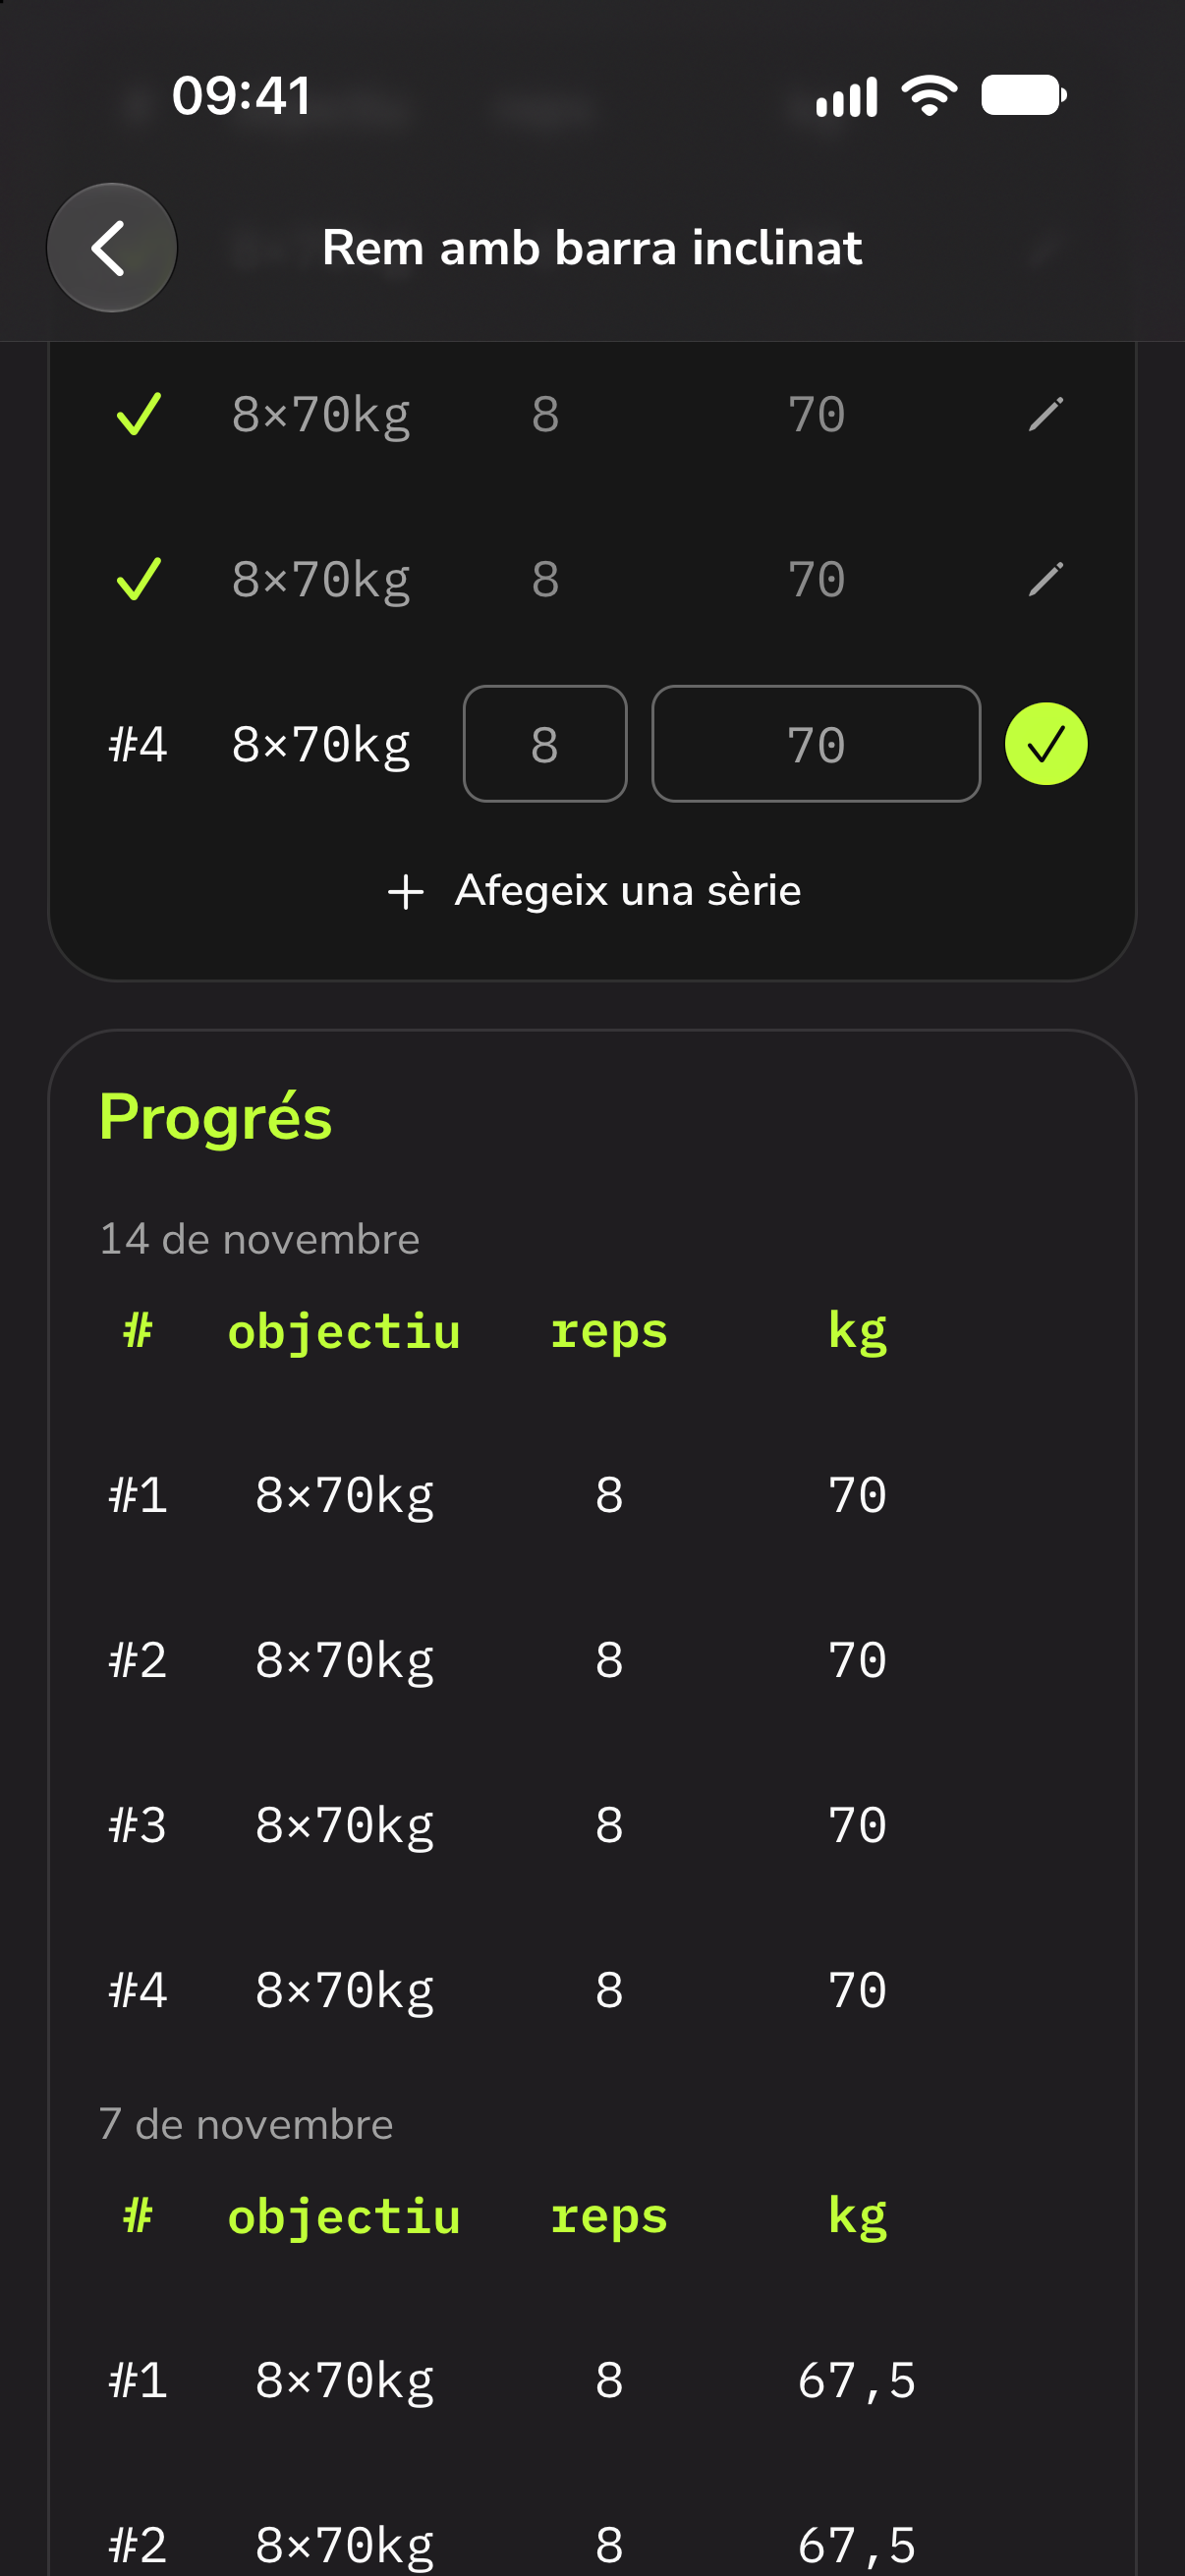 09:41
Rem amb barra inclinat
8×70kg 8 70
8×70kg 8 70
#4 8×70kg 8 70
+ Afegeix una sèrie
Progrés
14 de novembre
# objectiu reps kg
#1 8×70kg 8 70
#2 8×70kg 8 70
#3 8×70kg 8 70
#4 8×70kg 8 70
7 de novembre
# objectiu reps kg
#1 8×70kg 8 67,5
#2 8×70kg 8 67,5